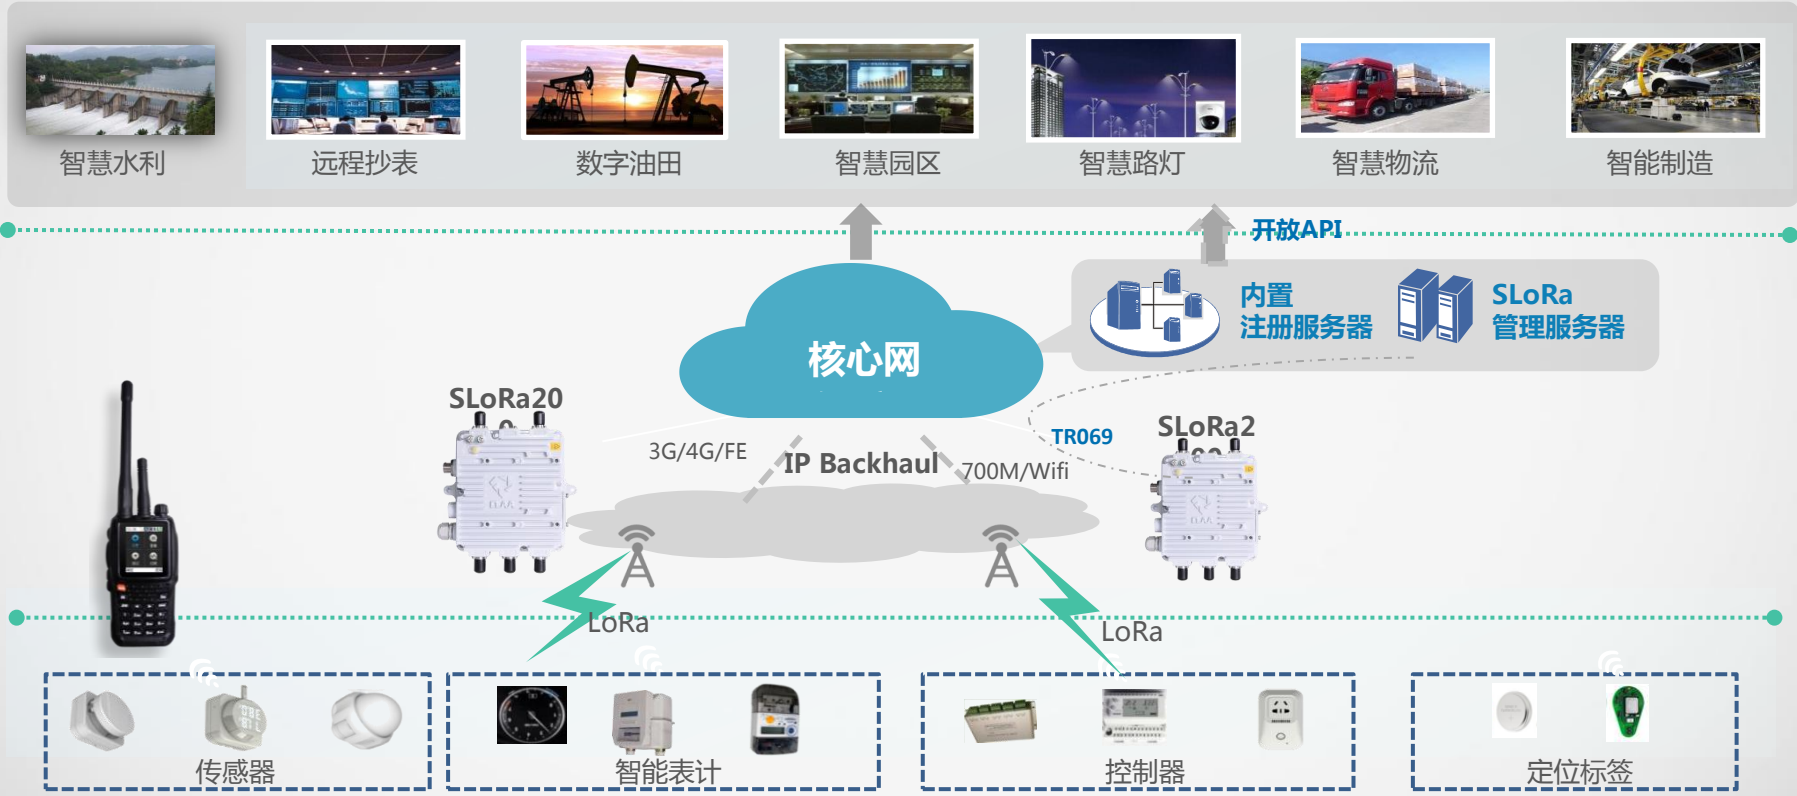 智慧水利
远程抄表
数字油田
智慧园区
智慧路灯
智慧物流
智能制造
开放API
内置
注册服务器
SLoRa
管理服务器
核心网
SLoRa20
0
3G/4G/FE
IP Backhaul
700M/Wifi
TR069
SLoRa2
00
LoRa
LoRa
传感器
智能表计
控制器
定位标签